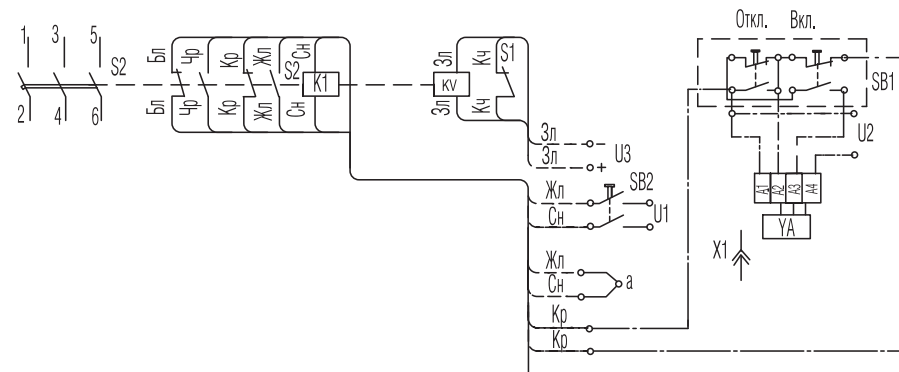 Откл. Вкл.
1 3 5
S2
2 4 6
Бл Чр Кр Жл Сн
S2
K1
Бл Чр Кр Жл Сн
Зл Кч S1
KV
Зл Кч
SB1
Зл
U3
Зл +
U2
Жл SB2
Сн U1
A1 A2 A3 A4
YA
X1
Жл
Сн a
Кр
Кр